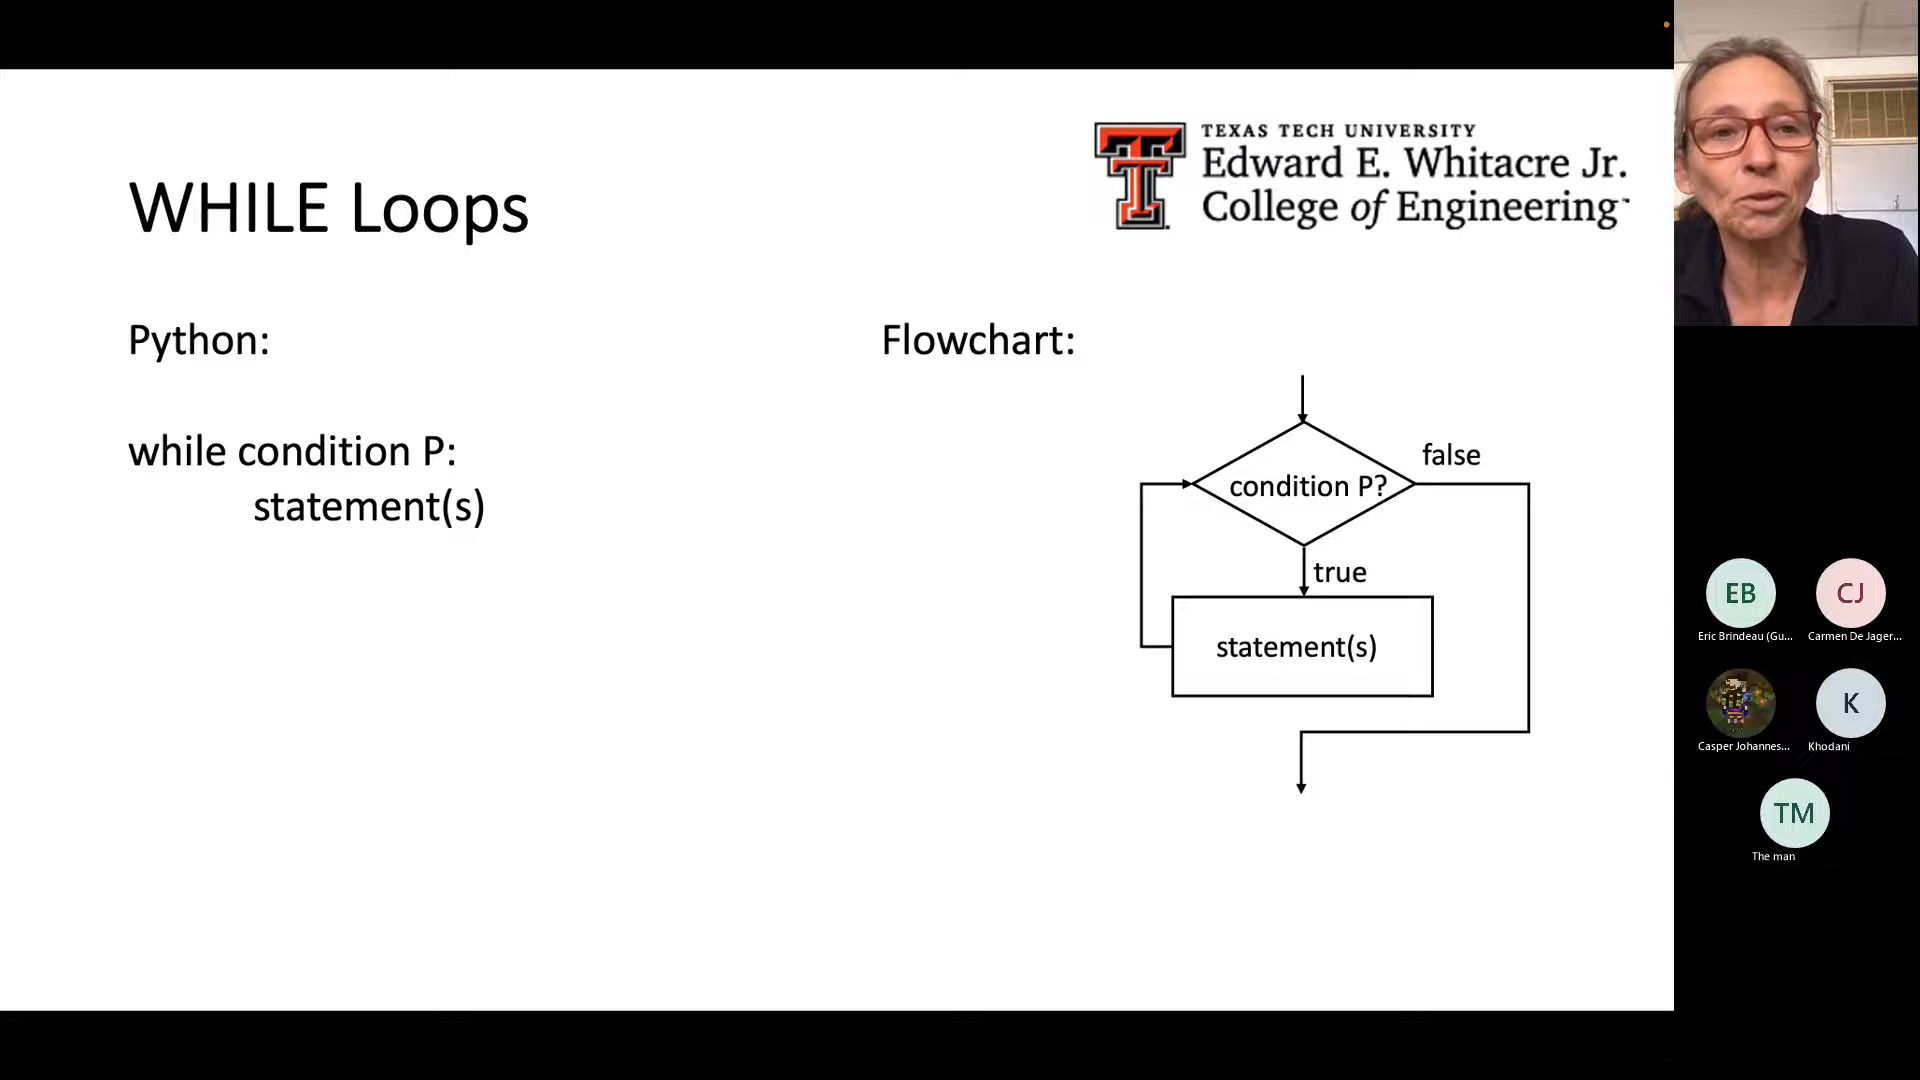 TEXAS TECH UNIVERSITY
Edward E. Whitacre Jr.
College of Engineering™
WHILE Loops
Python:
while condition P:
statement(s)
Flowchart:
condition P?
false
true
statement(s)
EB
Eric Brindeau (Gu...
CJ
Carmen De Jager...
Casper Johannes...
K
Khodani
TM
The man